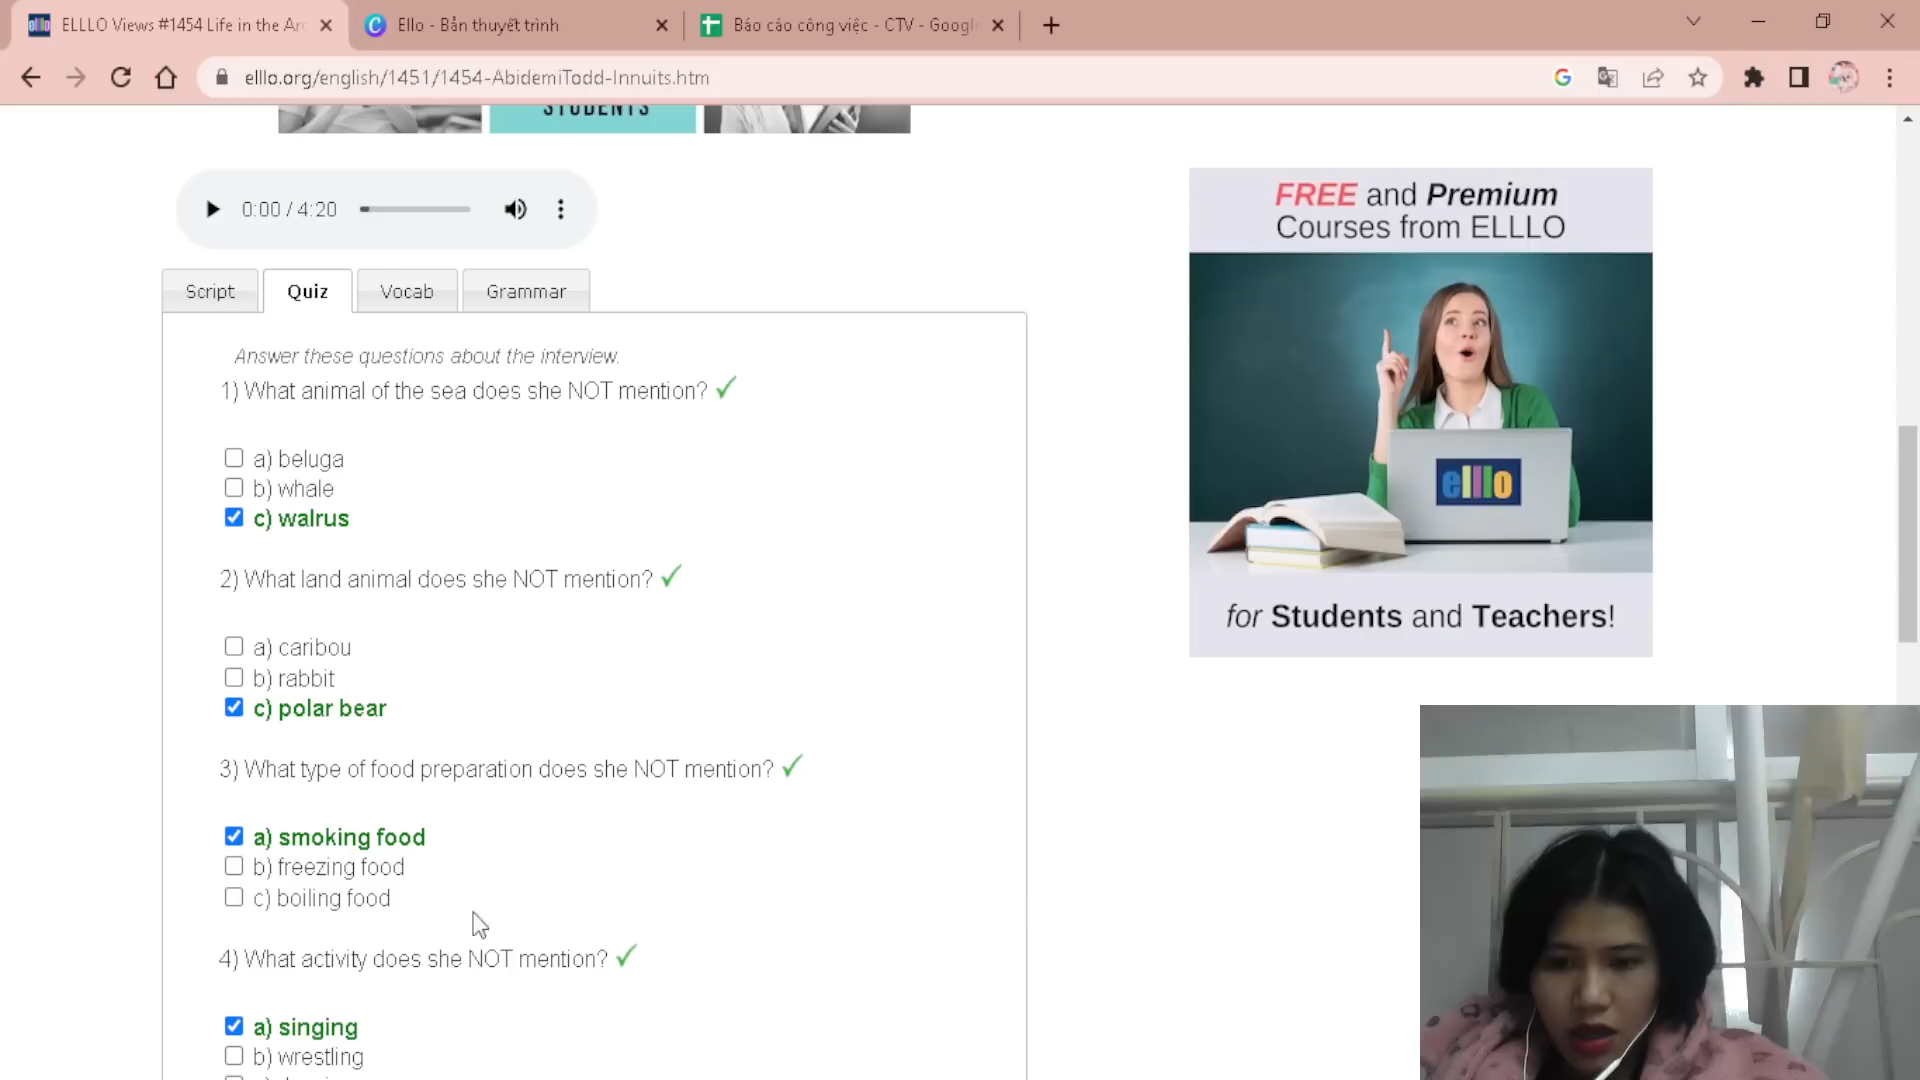 ELLLO Views #1454 Life in the Arc
Ello - Bản thuyết trình
Báo cáo công việc - CTV - Google
elllo.org/english/1451/1454-AbidemiTodd-Innuits.htm
STUDENTS
0:00 / 4:20
Script
Quiz
Vocab
Grammar
Answer these questions about the interview.
1) What animal of the sea does she NOT mention?
a) beluga
b) whale
c) walrus
2) What land animal does she NOT mention?
a) caribou
b) rabbit
c) polar bear
3) What type of food preparation does she NOT mention?
a) smoking food
b) freezing food
c) boiling food
4) What activity does she NOT mention?
a) singing
b) wrestling
FREE and Premium
Courses from ELLLO
elllo
for Students and Teachers!